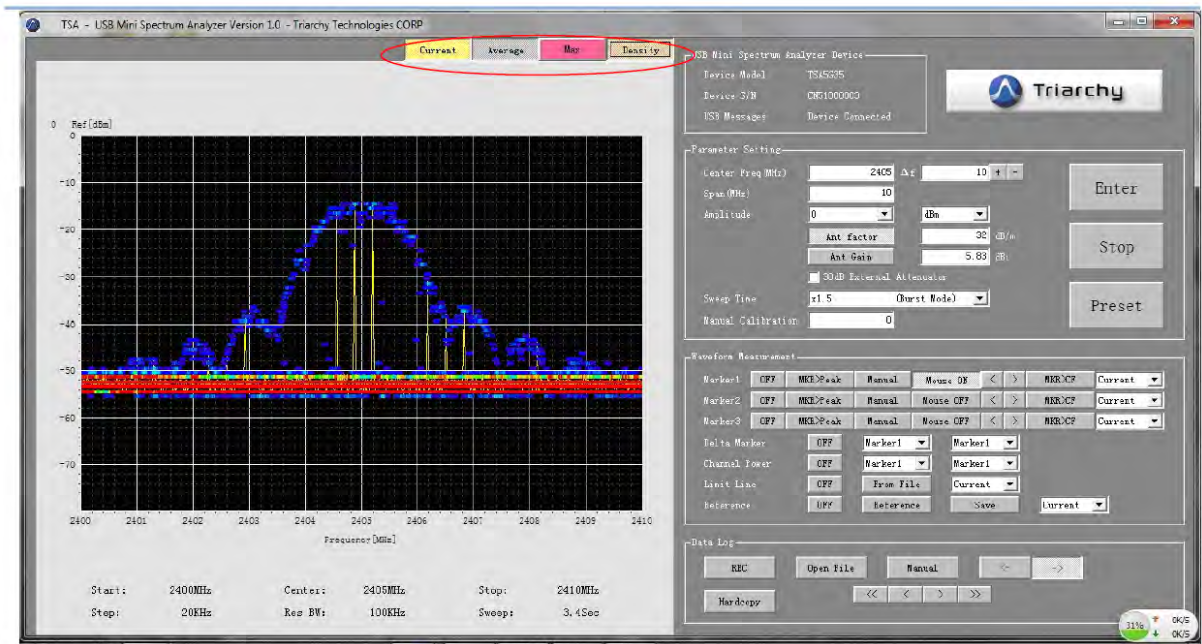 TSA - USB Mini Spectrum Analyzer Version 1.0 - Triarchy Technologies CORP
Current Average Max Density
0 Ref[dBm]
0
-10
-20
-30
-40
-50
-60
-70
2400 2401 2402 2403 2404 2405 2406 2407 2408 2409 2410
Frequency[MHz]
Start: 2400MHz Center: 2405MHz Stop: 2410MHz
Step: 20KHz Res BW: 100KHz Sweep: 3.4Sec
USB Mini Spectrum Analyzer Device
Device Model TSA5G35
Device S/N CN51000003
USB Messages Device Connected
Triarchy
Parameter Setting
Center Freq(MHz) 2405 Δf 10 + -
Span(MHz) 10
Amplitude 0 dBm
Ant factor 32 dB/m
Ant Gain 5.83 dBi
30dB External Attenuator
Sweep Time x1.5 (Burst Mode)
Manual Calibration 0
Enter
Stop
Preset
Waveform Measurement
Marker1 OFF MKR>Peak Manual Mouse ON < > MKR>CF Current
Marker2 OFF MKR>Peak Manual Mouse OFF < > MKR>CF Current
Marker3 OFF MKR>Peak Manual Mouse OFF < > MKR>CF Current
Delta Marker OFF Marker1 Marker1
Channel Power OFF Marker1 Marker1
Limit Line OFF From File Current
Reference OFF Reference Save Current
Data Log
REC Open File Manual <- ->
Hardcopy << < > >>
31% 0K/S
0K/S